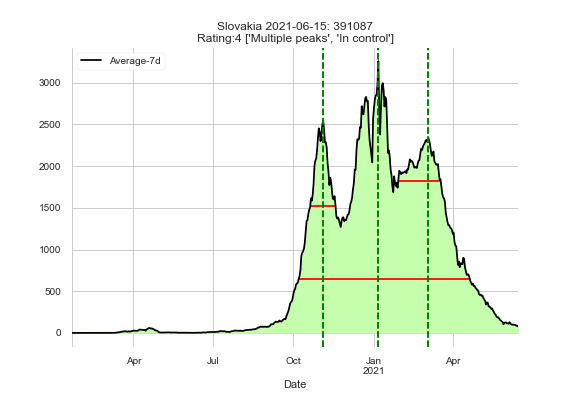 Slovakia 2021-06-15: 391087
Rating:4 ['Multiple peaks', 'In control']
Average-7d
3000
2500
2000
1500
1000
500
0
Apr
Jul
Oct
Jan
2021
Apr
Date